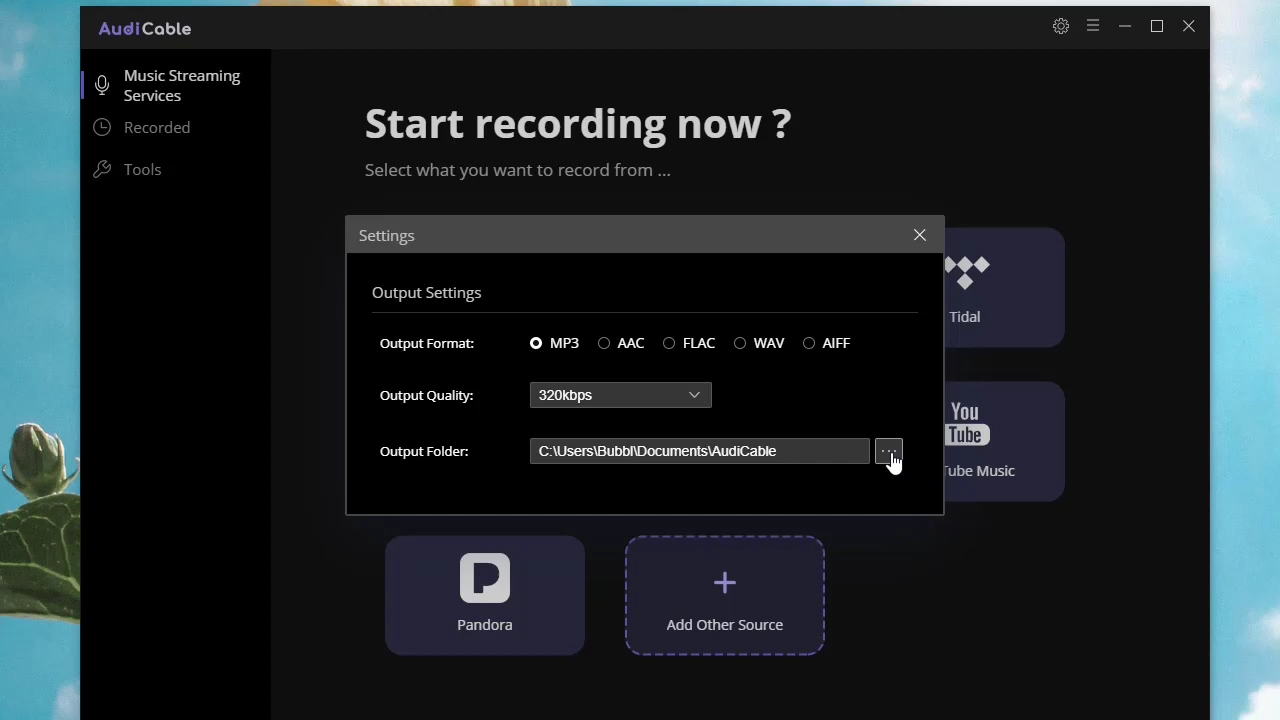 AudiCable
Music Streaming
Services
Recorded
Tools
Start recording now ?
Select what you want to record from ...
Settings
Output Settings
Output Format:
MP3
AAC
FLAC
WAV
AIFF
Output Quality:
320kbps
Output Folder:
C:\Users\Bubbl\Documents\AudiCable
...
Tidal
You
Tube
Tube Music
Pandora
Add Other Source